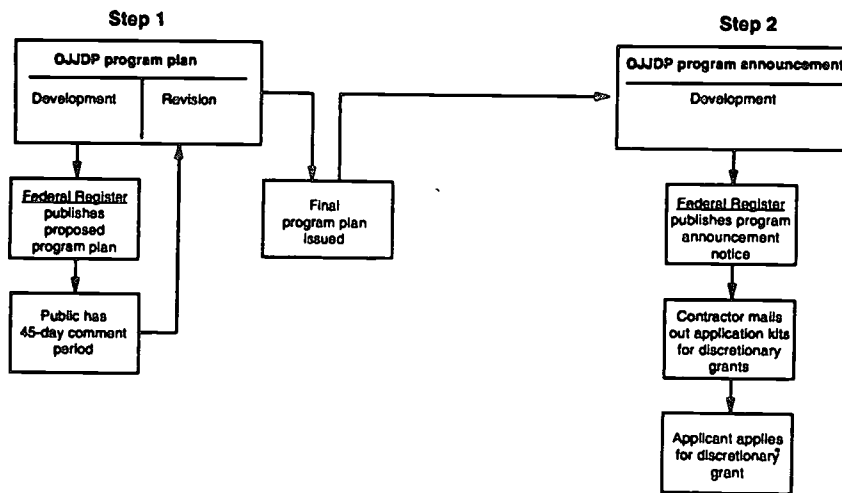 Step 1
OJJDP program plan
Development
Revision
Federal Register
publishes
proposed
program plan
Public has
45-day comment
period
Final
program plan
issued
Step 2
OJJDP program announcement
Development
Federal Register
publishes program
announcement
notice
Contractor mails
out application kits
for discretionary
grants
Applicant applies
for discretionary
grant